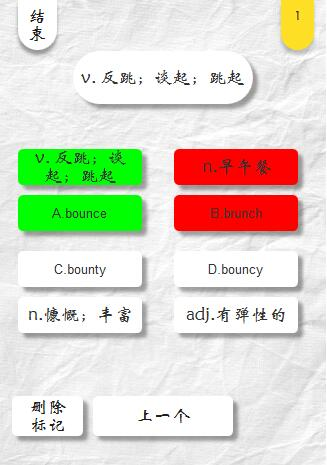 结
束
1
v. 反跳；谈起；跳起
v. 反跳；谈
起；跳起
n.早午餐
A.bounce
B.brunch
C.bounty
D.bouncy
n.慷慨；丰富
adj.有弹性的
删除
标记
上一个